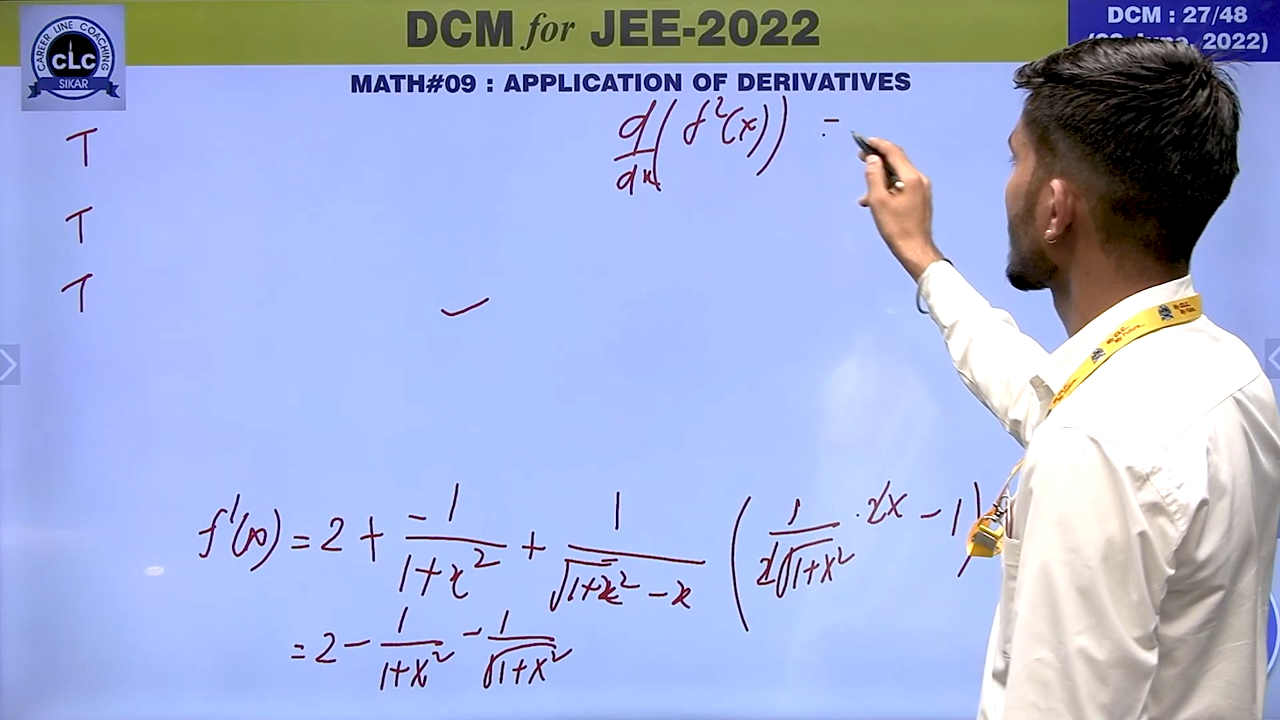 DCM for JEE-2022
DCM : 27/48
2022)
CAREER LINE COACHING
CLC
SIKAR
MATH#09 : APPLICATION OF DERIVATIVES
d/dx (f²(x)) =
T
T
T
f'(x) = 2 + -1/(1+x²) + 1/(√(1+x²) - x) (1/(2√(1+x²)) · 2x - 1)
= 2 - 1/(1+x²) - 1/√(1+x²)